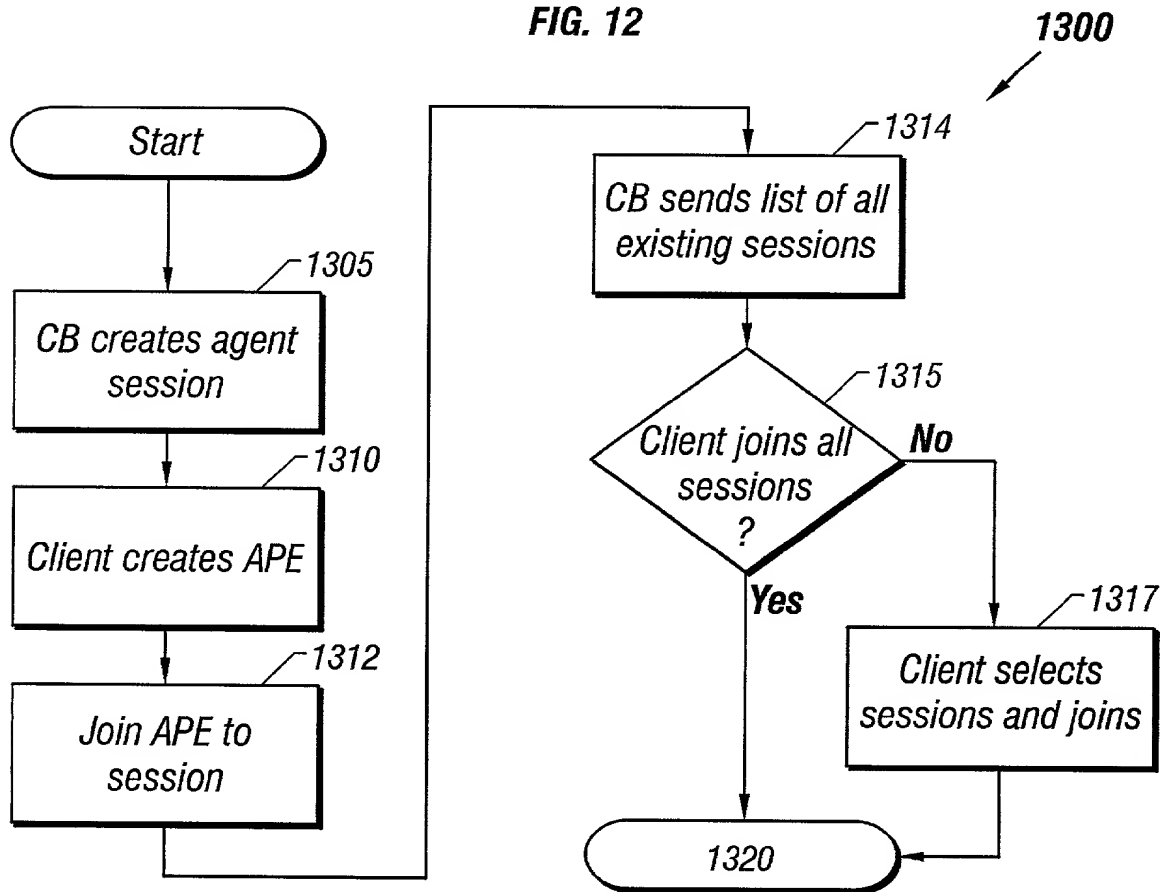 FIG. 12
1300
Start
1305
CB creates agent
session
1310
Client creates APE
1312
Join APE to
session
1314
CB sends list of all
existing sessions
1315
Client joins all
sessions
?
No
Yes
1317
Client selects
sessions and joins
1320